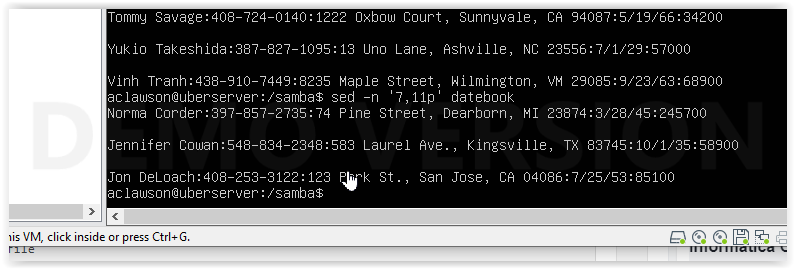 Tommy Savage:408-724-0140:1222 Oxbow Court, Sunnyvale, CA 94087:5/19/66:34200
Yukio Takeshida:387-827-1095:13 Uno Lane, Ashville, NC 23556:7/1/29:57000
Vinh Tranh:438-910-7449:8235 Maple Street, Wilmington, VM 29085:9/23/63:68900
aclawson@uberserver:/samba$ sed -n '7,11p' datebook
Norma Corder:397-857-2735:74 Pine Street, Dearborn, MI 23874:3/28/45:245700
Jennifer Cowan:548-834-2348:583 Laurel Ave., Kingsville, TX 83745:10/1/35:58900
Jon DeLoach:408-253-3122:123 Park St., San Jose, CA 04086:7/25/53:85100
aclawson@uberserver:/samba$
DEMO VERSION
his VM, click inside or press Ctrl+G.
file
Informatica